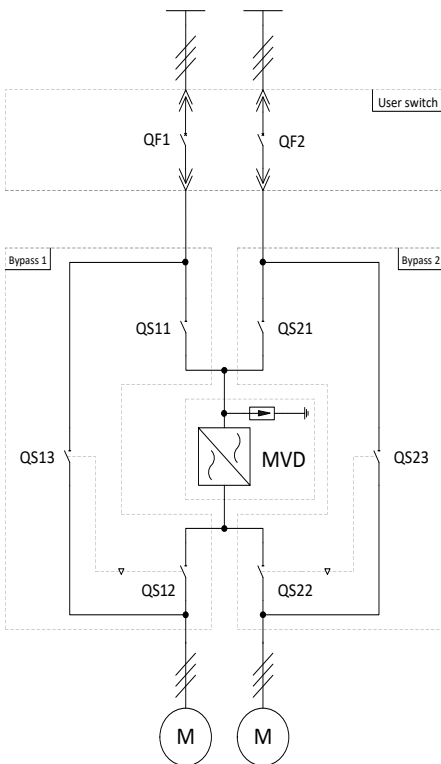 User switch
QF1
QF2
Bypass 1
Bypass 2
QS11
QS21
MVD
QS13
QS23
QS12
QS22
M
M